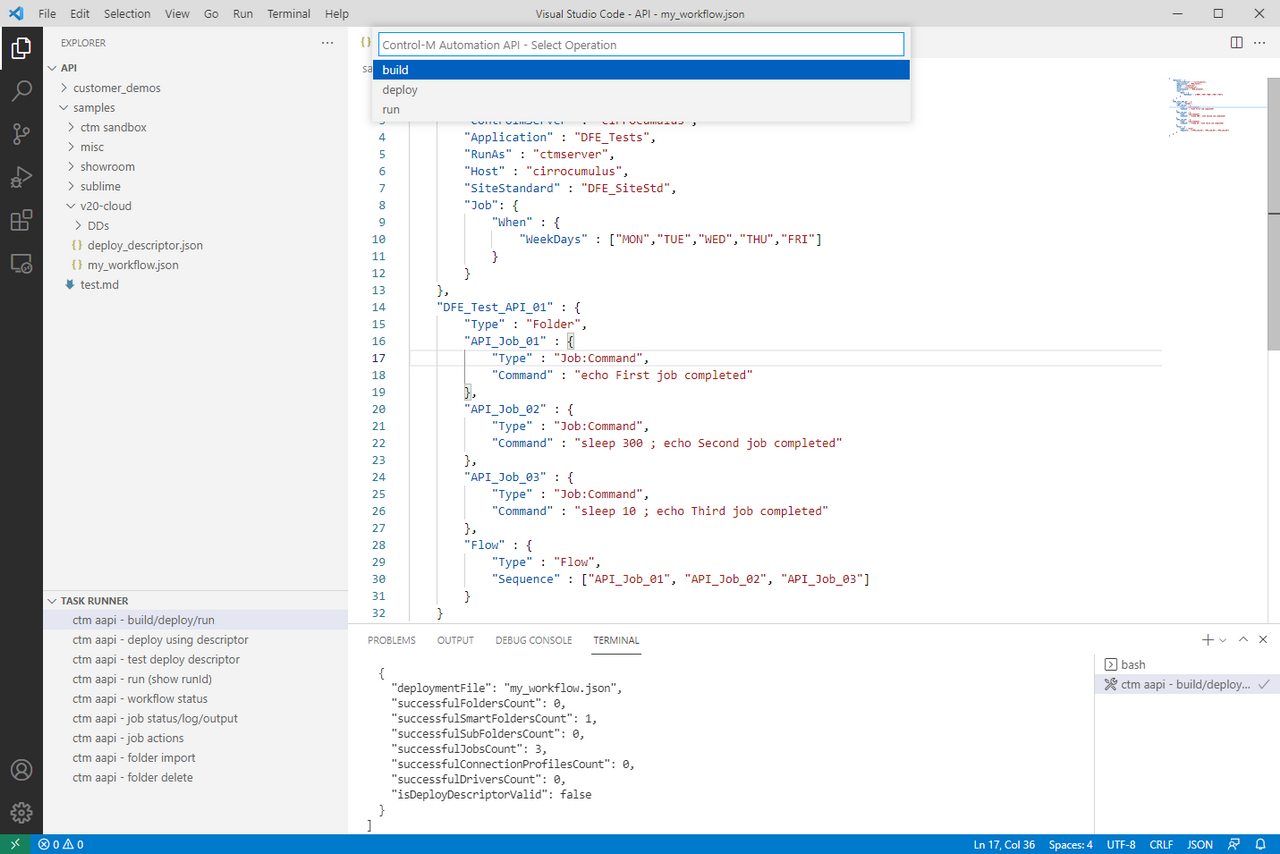 File Edit Selection View Go Run Terminal Help
Visual Studio Code - API - my_workflow.json
EXPLORER
API
customer_demos
samples
ctm sandbox
misc
showroom
sublime
v20-cloud
DDs
{} deploy_descriptor.json
{} my_workflow.json
test.md
TASK RUNNER
ctm aapi - build/deploy/run
ctm aapi - deploy using descriptor
ctm aapi - test deploy descriptor
ctm aapi - run (show runId)
ctm aapi - workflow status
ctm aapi - job status/log/output
ctm aapi - job actions
ctm aapi - folder import
ctm aapi - folder delete
{}
sa
Control-M Automation API - Select Operation
build
deploy
run
3 "ControlmServer" : "cirrocumulus",
4 "Application" : "DFE_Tests",
5 "RunAs" : "ctmserver",
6 "Host" : "cirrocumulus",
7 "SiteStandard" : "DFE_SiteStd",
8 "Job": {
9 "When" : {
10 "WeekDays" : ["MON","TUE","WED","THU","FRI"]
11 }
12 }
13 },
14 "DFE_Test_API_01" : {
15 "Type" : "Folder",
16 "API_Job_01" : {
17 "Type" : "Job:Command",
18 "Command" : "echo First job completed"
19 },
20 "API_Job_02" : {
21 "Type" : "Job:Command",
22 "Command" : "sleep 300 ; echo Second job completed"
23 },
24 "API_Job_03" : {
25 "Type" : "Job:Command",
26 "Command" : "sleep 10 ; echo Third job completed"
27 },
28 "Flow" : {
29 "Type" : "Flow",
30 "Sequence" : ["API_Job_01", "API_Job_02", "API_Job_03"]
31 }
32 }
PROBLEMS OUTPUT DEBUG CONSOLE TERMINAL
{
"deploymentFile": "my_workflow.json",
"successfulFoldersCount": 0,
"successfulSmartFoldersCount": 1,
"successfulSubFoldersCount": 0,
"successfulJobsCount": 3,
"successfulConnectionProfilesCount": 0,
"successfulDriversCount": 0,
"isDeployDescriptorValid": false
}
]
bash
ctm aapi - build/deploy...
0 0
Ln 17, Col 36 Spaces: 4 UTF-8 CRLF JSON